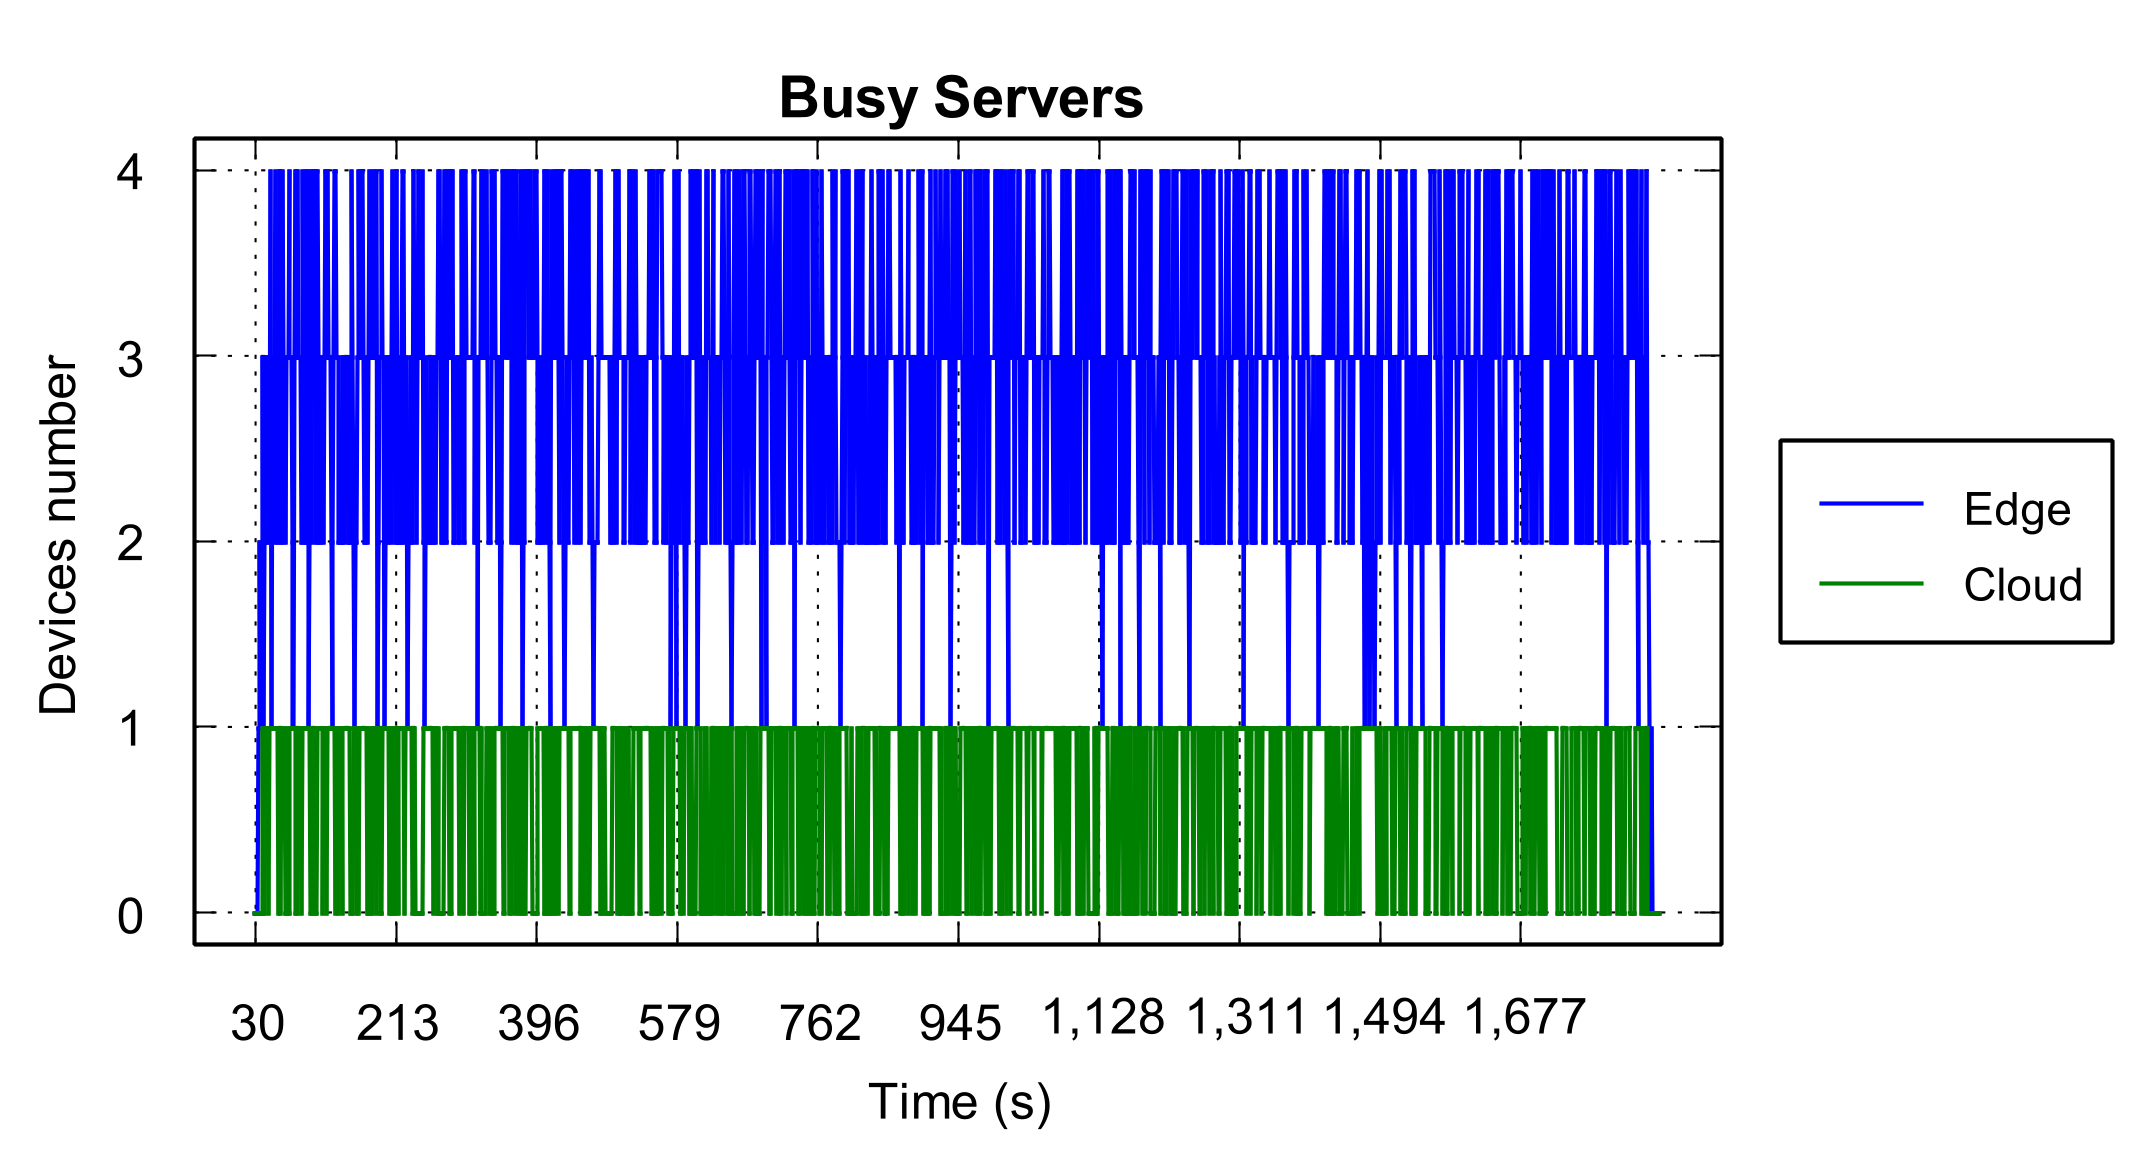 Busy Servers
4
3
2
1
0
Devices number
30 213 396 579 762 945 1,128 1,311 1,494 1,677
Time (s)
Edge
Cloud